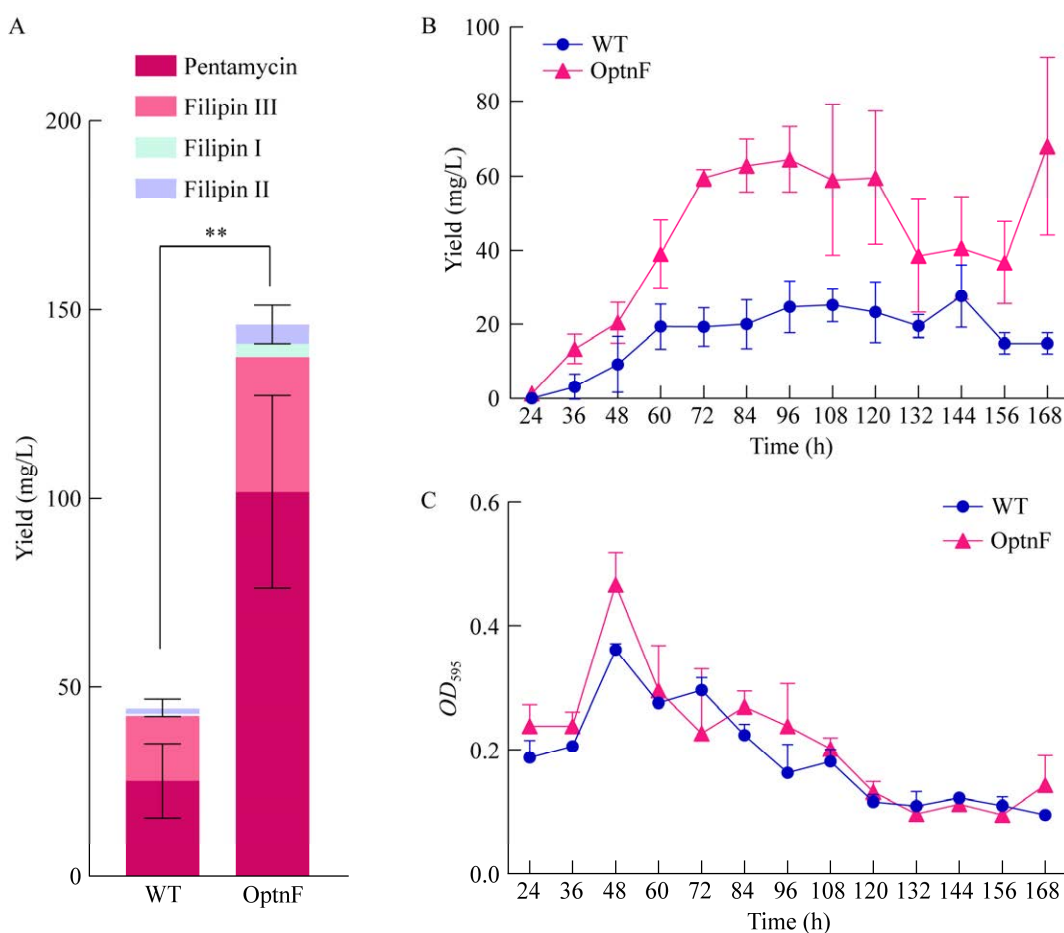 A
Pentamycin
Filipin III
Filipin I
Filipin II
**
200
150
100
50
0
Yield (mg/L)
WT
OptnF
B
WT
OptnF
100
80
60
40
20
0
Yield (mg/L)
24 36 48 60 72 84 96 108 120 132 144 156 168
Time (h)
C
WT
OptnF
0.6
0.4
0.2
0.0
OD595
24 36 48 60 72 84 96 108 120 132 144 156 168
Time (h)